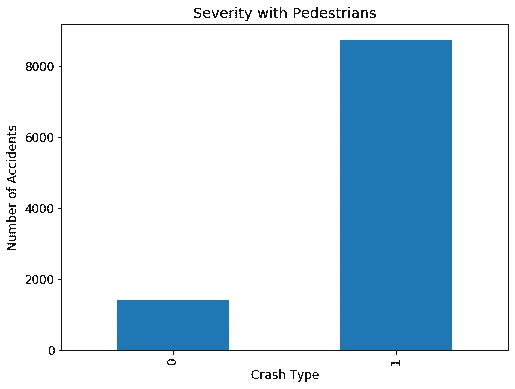 Severity with Pedestrians
8000
6000
4000
2000
0
Number of Accidents
0
1
Crash Type